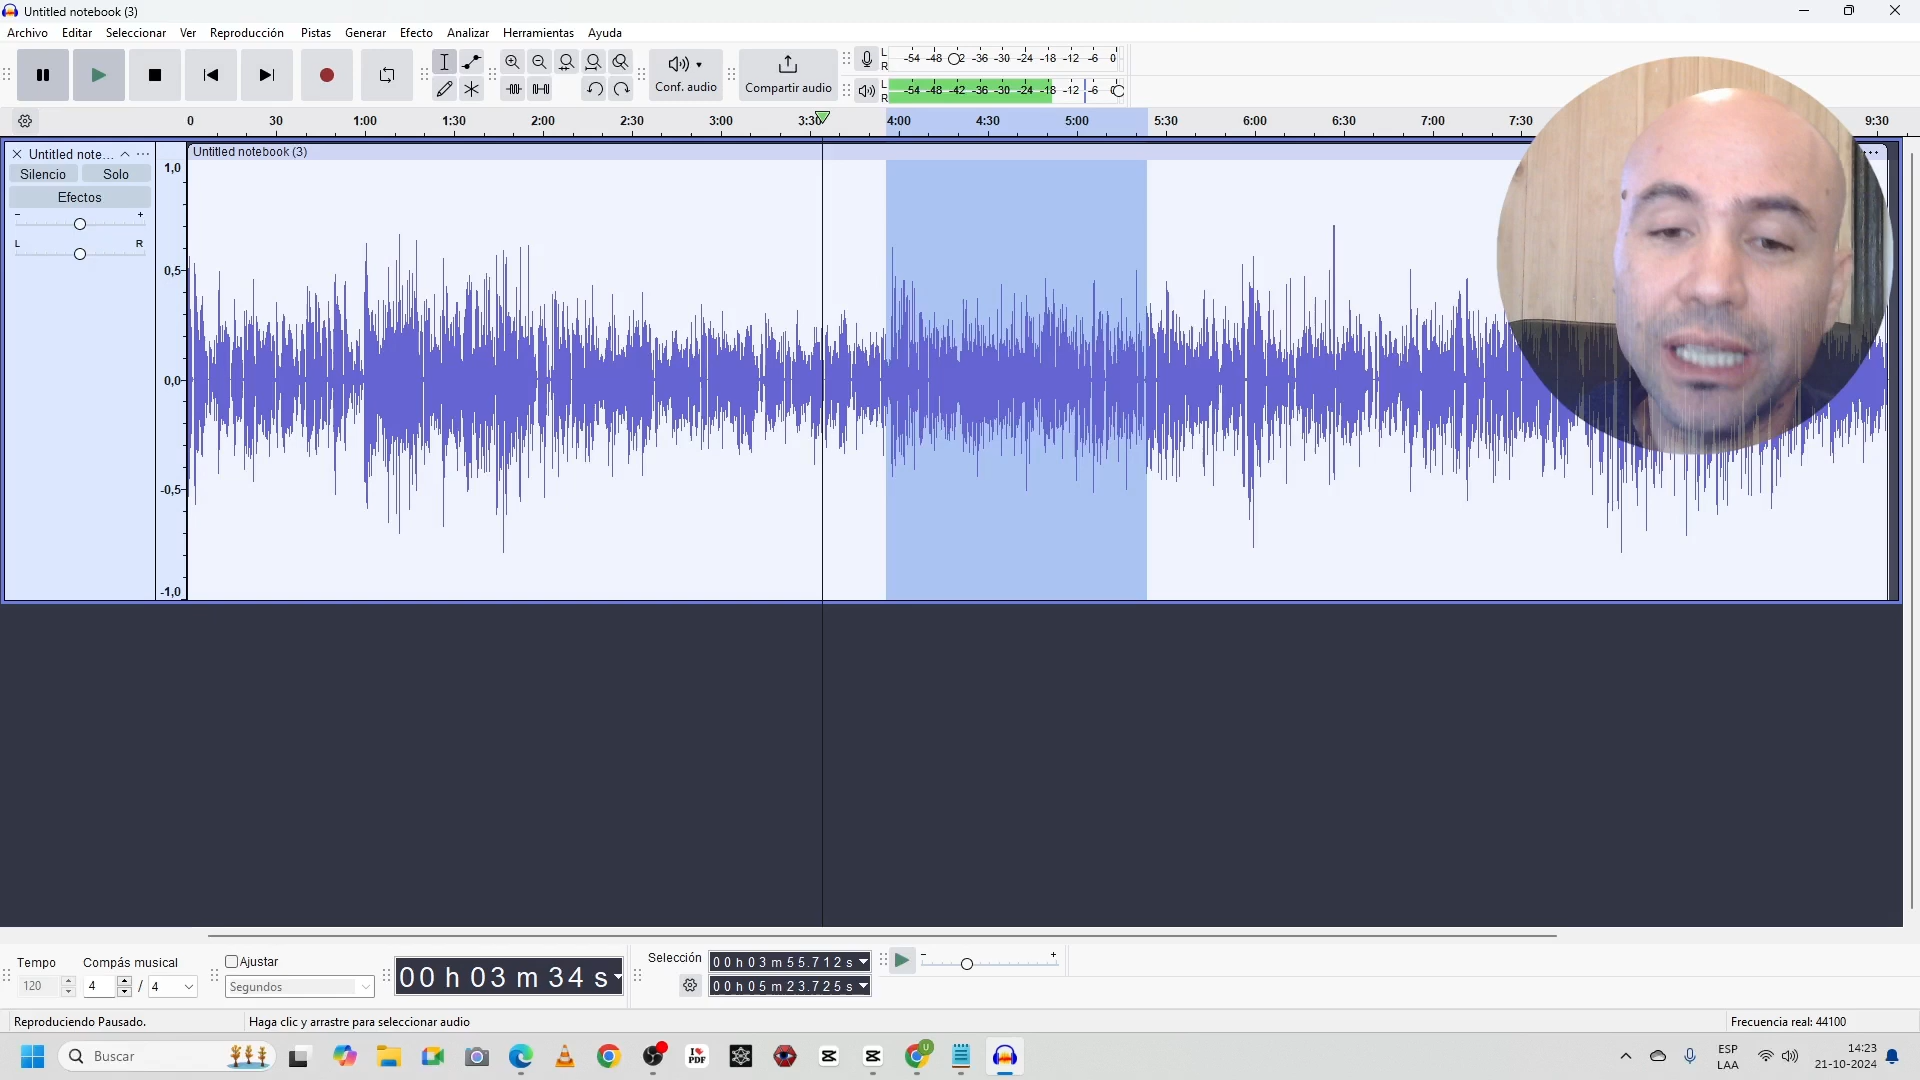 Untitled notebook (3)
Archivo Editar Seleccionar Ver Reproducción Pistas Generar Efecto Analizar Herramientas Ayuda
Conf. audio
Compartir audio
L
R
-54 -48 2 -36 -30 -24 -18 -12 -6 0
L
R
-54 -48 -42 -36 -30 -24 -18 -12 -6
0 30 1:00 1:30 2:00 2:30 3:00 3:30 4:00 4:30 5:00 5:30 6:00 6:30 7:00 7:30 9:30
Untitled note...
Untitled notebook (3)
Silencio Solo
Efectos
- +
L R
1,0
0,5
0,0
-0,5
-1,0
Tempo
120
Compás musical
4 / 4
Ajustar
Segundos
00 h 03 m 34 s
Selección
00 h 03 m 55.712 s
00 h 05 m 23.725 s
- +
Reproduciendo Pausado.
Haga clic y arrastre para seleccionar audio
Frecuencia real: 44100
Buscar
PDF
U
ESP
LAA
14:23
21-10-2024